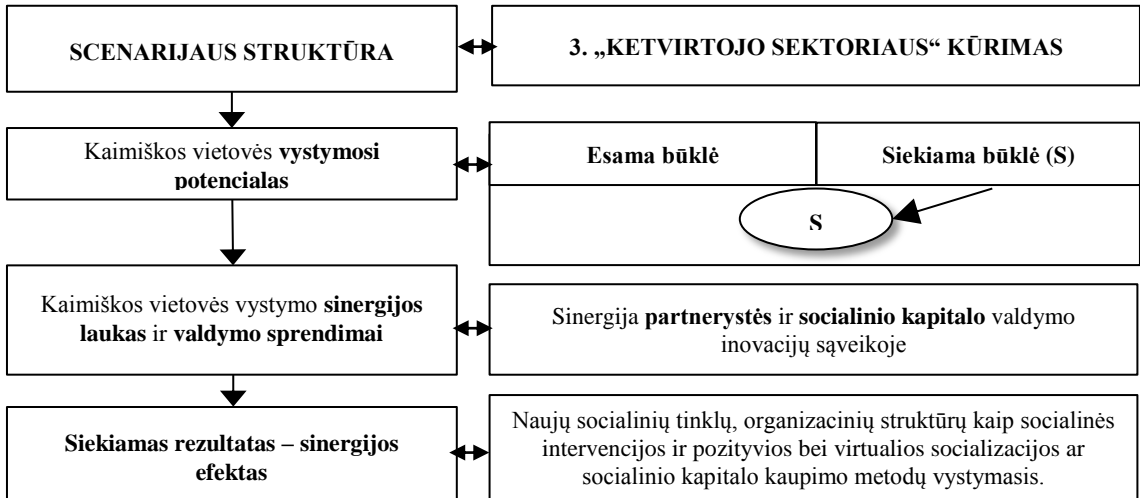 SCENARIJAUS STRUKTŪRA
3. „KETVIRTOJO SEKTORIAUS“ KŪRIMAS
Kaimiškos vietovės vystymosi
potencialas
Esama būklė
Siekiama būklė (S)
S
Kaimiškos vietovės vystymo sinergijos
laukas ir valdymo sprendimai
Sinergija partnerystės ir socialinio kapitalo valdymo
inovacijų sąveikoje
Siekiamas rezultatas – sinergijos
efektas
Naujų socialinių tinklų, organizacinių struktūrų kaip socialinės
intervencijos ir pozityvios bei virtualios socializacijos ar
socialinio kapitalo kaupimo metodų vystymasis.